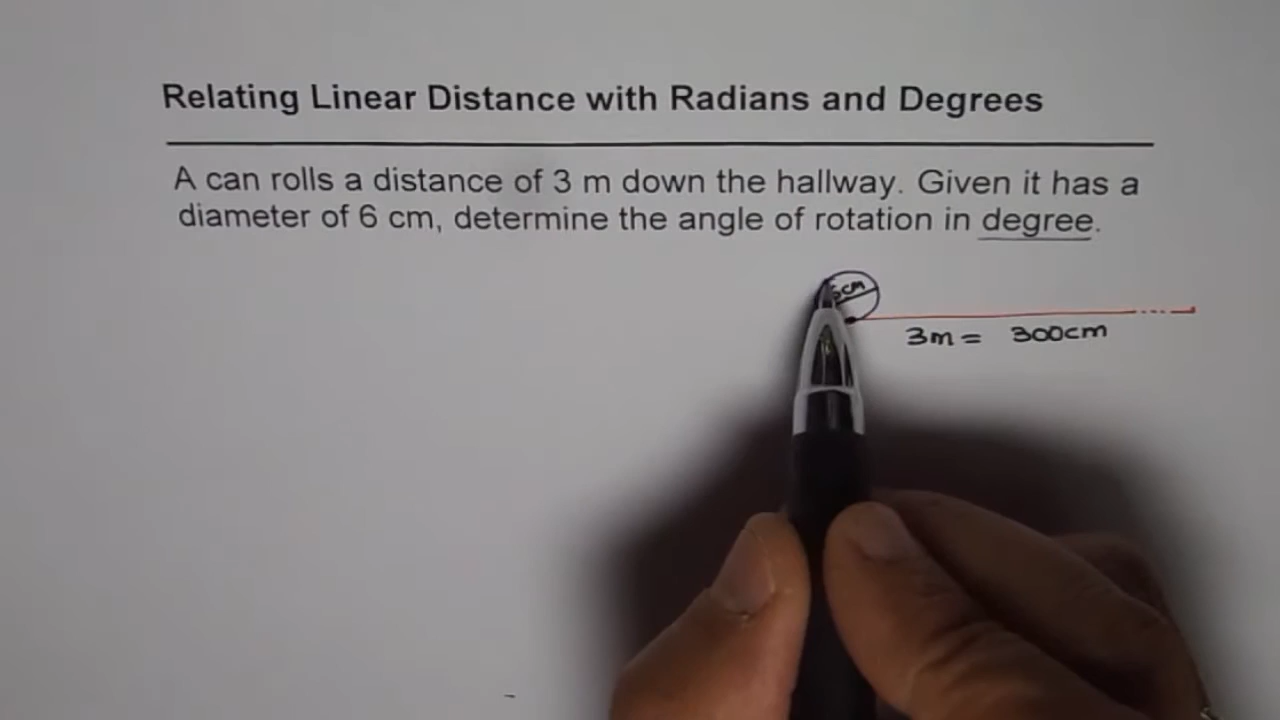 Relating Linear Distance with Radians and Degrees
A can rolls a distance of 3 m down the hallway. Given it has a
diameter of 6 cm, determine the angle of rotation in degree.
6cm
3m = 300cm